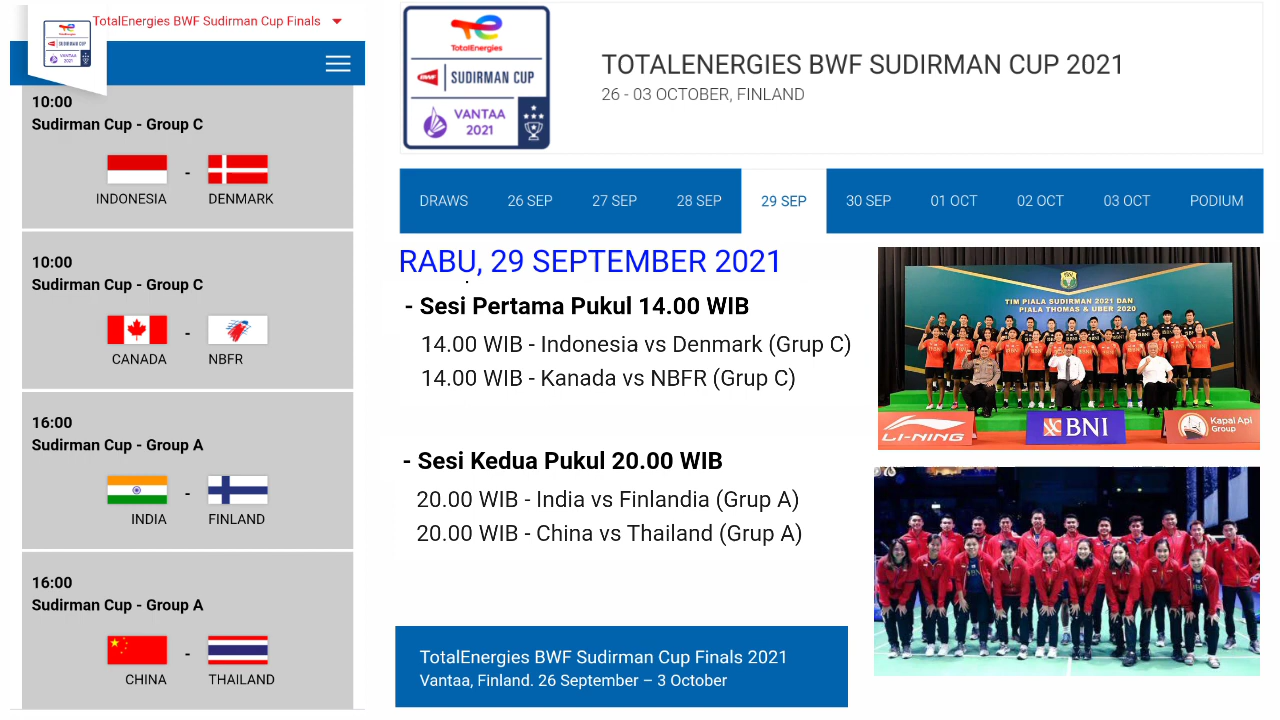 TotalEnergies BWF Sudirman Cup Finals
TotalEnergies
BWF SUDIRMAN CUP
VANTAA
2021
10:00
Sudirman Cup - Group C
-
INDONESIA DENMARK
10:00
Sudirman Cup - Group C
-
CANADA NBFR
16:00
Sudirman Cup - Group A
-
INDIA FINLAND
16:00
Sudirman Cup - Group A
-
CHINA THAILAND
TotalEnergies
BWF SUDIRMAN CUP
VANTAA
2021
TOTALENERGIES BWF SUDIRMAN CUP 2021
26 - 03 OCTOBER, FINLAND
DRAWS 26 SEP 27 SEP 28 SEP 29 SEP 30 SEP 01 OCT 02 OCT 03 OCT PODIUM
RABU, 29 SEPTEMBER 2021
- Sesi Pertama Pukul 14.00 WIB
14.00 WIB - Indonesia vs Denmark (Grup C)
14.00 WIB - Kanada vs NBFR (Grup C)
- Sesi Kedua Pukul 20.00 WIB
20.00 WIB - India vs Finlandia (Grup A)
20.00 WIB - China vs Thailand (Grup A)
TotalEnergies BWF Sudirman Cup Finals 2021
Vantaa, Finland. 26 September – 3 October
TIM PIALA SUDIRMAN 2021 DAN
PIALA THOMAS & UBER 2020
LI-NING
BNI
Kapal Api
Group